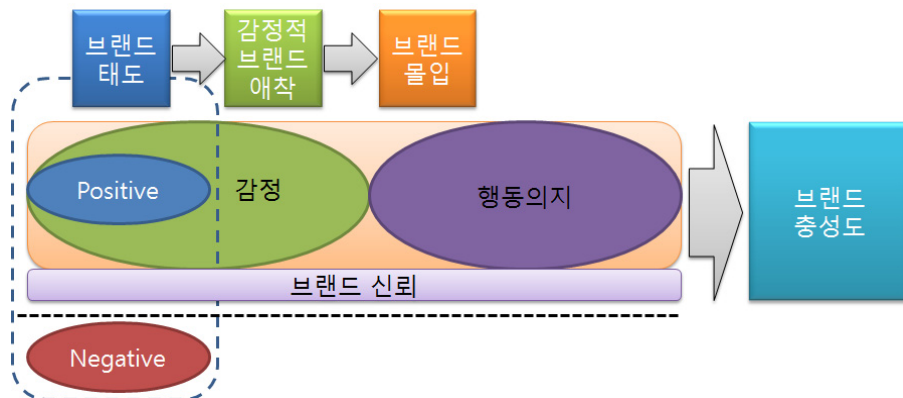 브랜드
태도
감정적
브랜드
애착
브랜드
몰입
Positive
감정
행동의지
브랜드
충성도
브랜드 신뢰
Negative